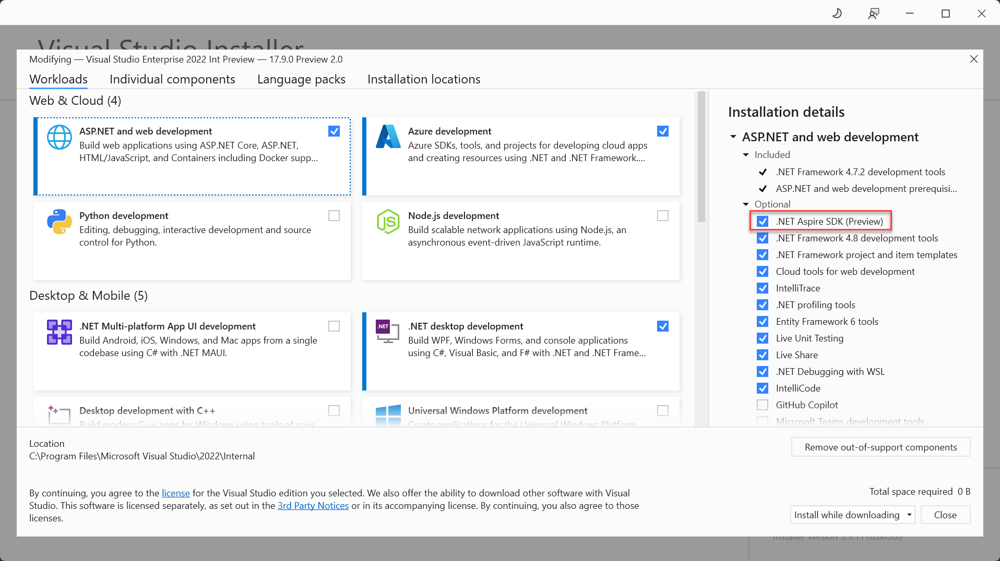 Visual Studio Installer
Modifying — Visual Studio Enterprise 2022 Int Preview — 17.9.0 Preview 2.0
Workloads
Individual components
Language packs
Installation locations
Web & Cloud (4)
ASP.NET and web development
Build web applications using ASP.NET Core, ASP.NET,
HTML/JavaScript, and Containers including Docker supp...
Azure development
Azure SDKs, tools, and projects for developing cloud apps
and creating resources using .NET and .NET Framework....
Python development
Editing, debugging, interactive development and source
control for Python.
JS
Node.js development
Build scalable network applications using Node.js, an
asynchronous event-driven JavaScript runtime.
Desktop & Mobile (5)
.NET Multi-platform App UI development
Build Android, iOS, Windows, and Mac apps from a single
codebase using C# with .NET MAUI.
.NET
.NET desktop development
Build WPF, Windows Forms, and console applications
using C#, Visual Basic, and F# with .NET and .NET Frame...
Desktop development with C++
Build modern C++ apps for Windows using tools of your
Universal Windows Platform development
Create applications for the Universal Windows Platform
Installation details
ASP.NET and web development
Included
.NET Framework 4.7.2 development tools
ASP.NET and web development prerequisi...
Optional
.NET Aspire SDK (Preview)
.NET Framework 4.8 development tools
.NET Framework project and item templates
Cloud tools for web development
IntelliTrace
.NET profiling tools
Entity Framework 6 tools
Live Unit Testing
Live Share
.NET Debugging with WSL
IntelliCode
GitHub Copilot
Microsoft Teams development tools
Location
C:\Program Files\Microsoft Visual Studio\2022\Internal
Remove out-of-support components
By continuing, you agree to the license for the Visual Studio edition you selected. We also offer the ability to download other software with Visual
Studio. This software is licensed separately, as set out in the 3rd Party Notices or in its accompanying license. By continuing, you also agree to those
licenses.
Total space required 0 B
Install while downloading
Close
Installer version